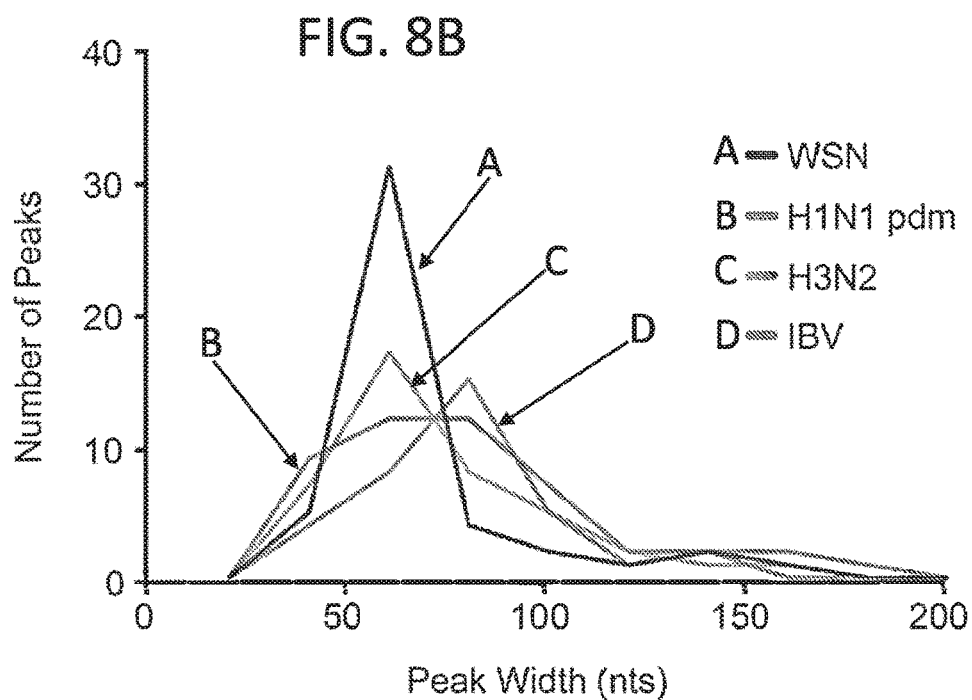 FIG. 8B
40
30
20
10
0
Number of Peaks
A
B
C
D
A WSN
B H1N1 pdm
C H3N2
D IBV
0 50 100 150 200
Peak Width (nts)